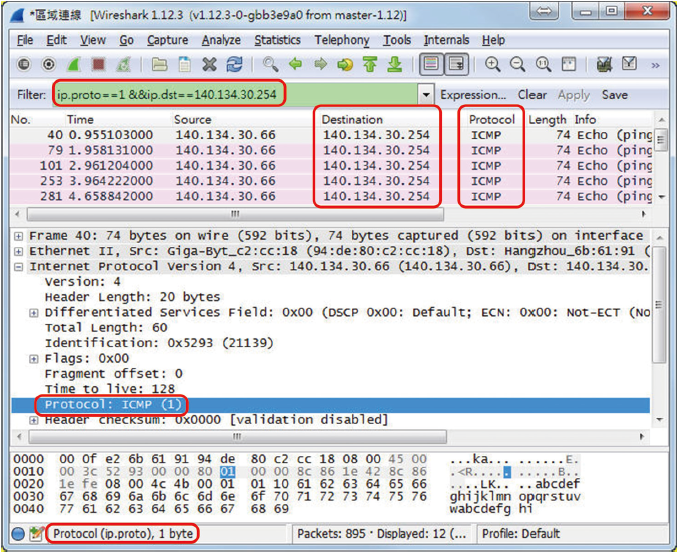 *區域連線 [Wireshark 1.12.3 (v1.12.3-0-gbb3e9a0 from master-1.12)]
File Edit View Go Capture Analyze Statistics Telephony Tools Internals Help
Filter: ip.proto==1 &&ip.dst==140.134.30.254 Expression... Clear Apply Save
No. Time Source Destination Protocol Length Info
40 0.955103000 140.134.30.66 140.134.30.254 ICMP 74 Echo (ping
79 1.958131000 140.134.30.66 140.134.30.254 ICMP 74 Echo (ping
101 2.961204000 140.134.30.66 140.134.30.254 ICMP 74 Echo (ping
253 3.964222000 140.134.30.66 140.134.30.254 ICMP 74 Echo (ping
281 4.658842000 140.134.30.66 140.134.30.254 ICMP 74 Echo (ping
Frame 40: 74 bytes on wire (592 bits), 74 bytes captured (592 bits) on interface
Ethernet II, Src: Giga-Byt_c2:cc:18 (94:de:80:c2:cc:18), Dst: Hangzhou_6b:61:91 (
Internet Protocol Version 4, Src: 140.134.30.66 (140.134.30.66), Dst: 140.134.30.
Version: 4
Header Length: 20 bytes
Differentiated Services Field: 0x00 (DSCP 0x00: Default; ECN: 0x00: Not-ECT (No
Total Length: 60
Identification: 0x5293 (21139)
Flags: 0x00
Fragment offset: 0
Time to live: 128
Protocol: ICMP (1)
Header checksum: 0x0000 [validation disabled]
0000 00 0f e2 6b 61 91 94 de 80 c2 cc 18 08 00 45 00 ...ka... ......E.
0010 00 3c 52 93 00 00 80 01 00 00 8c 86 1e 42 8c 86 .<R..... .....B..
0020 1e fe 08 00 4c 4b 00 01 01 10 61 62 63 64 65 66 ....LK.. ..abcdef
0030 67 68 69 6a 6b 6c 6d 6e 6f 70 71 72 73 74 75 76 ghijklmn opqrstuv
0040 77 61 62 63 64 65 66 67 68 69 wabcdefg hi
Protocol (ip.proto), 1 byte Packets: 895 · Displayed: 12 (... Profile: Default